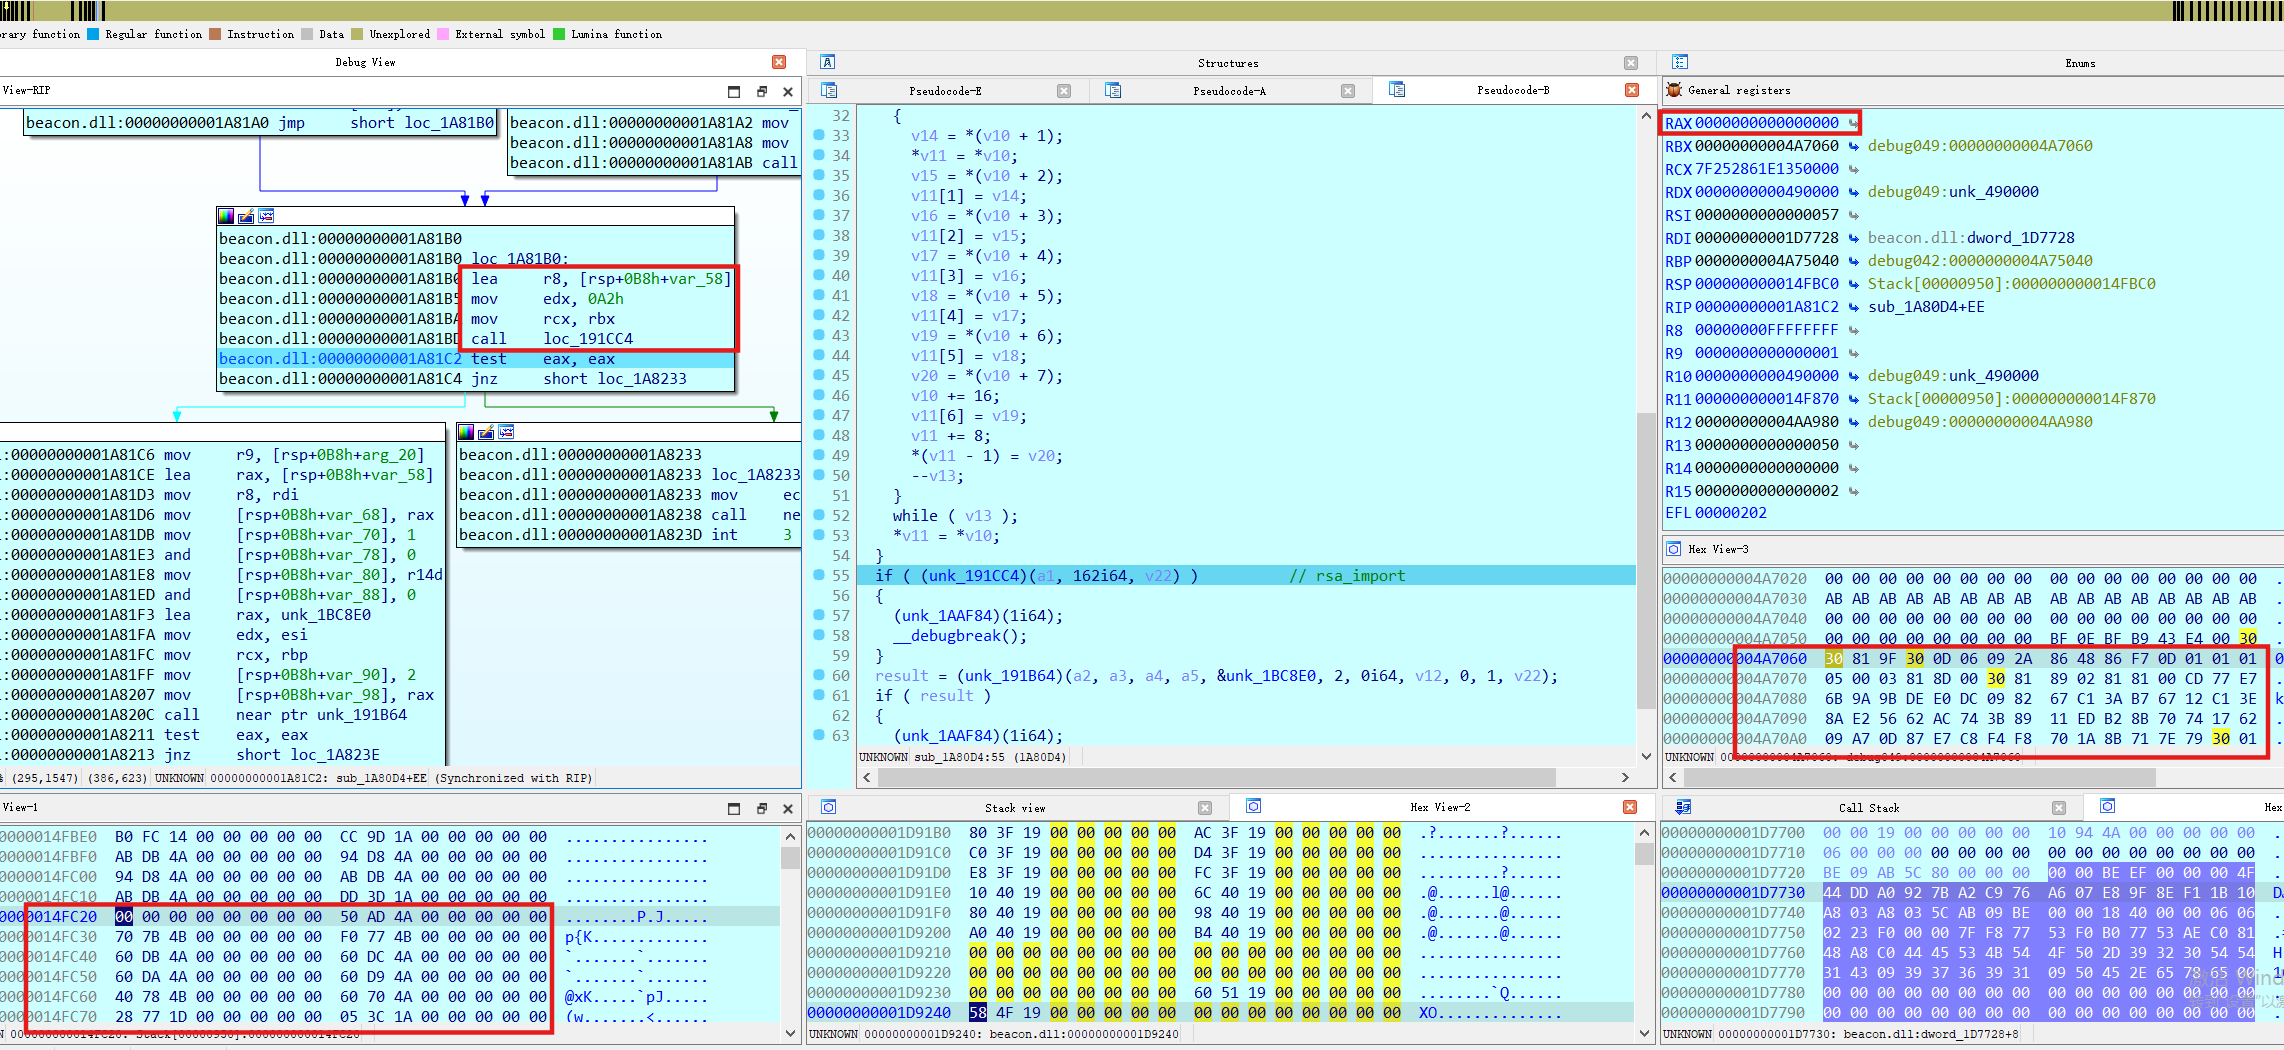 rary function Regular function Instruction Data Unexplored External symbol Lumina function
Debug View
View-RIP
beacon.dll:00000000001A81A0 jmp short loc_1A81B0
beacon.dll:00000000001A81A2 mov
beacon.dll:00000000001A81A8 mov
beacon.dll:00000000001A81AB call
beacon.dll:00000000001A81B0
beacon.dll:00000000001A81B0 loc_1A81B0:
beacon.dll:00000000001A81B0 lea r8, [rsp+0B8h+var_58]
beacon.dll:00000000001A81B5 mov edx, 0A2h
beacon.dll:00000000001A81BA mov rcx, rbx
beacon.dll:00000000001A81BD call loc_191CC4
beacon.dll:00000000001A81C2 test eax, eax
beacon.dll:00000000001A81C4 jnz short loc_1A8233
:00000000001A81C6 mov r9, [rsp+0B8h+arg_20]
:00000000001A81CE lea rax, [rsp+0B8h+var_58]
:00000000001A81D3 mov r8, rdi
:00000000001A81D6 mov [rsp+0B8h+var_68], rax
:00000000001A81DB mov [rsp+0B8h+var_70], 1
:00000000001A81E3 and [rsp+0B8h+var_78], 0
:00000000001A81E8 mov [rsp+0B8h+var_80], r14d
:00000000001A81ED and [rsp+0B8h+var_88], 0
:00000000001A81F3 lea rax, unk_1BC8E0
:00000000001A81FA mov edx, esi
:00000000001A81FC mov rcx, rbp
:00000000001A81FF mov [rsp+0B8h+var_90], 2
:00000000001A8207 mov [rsp+0B8h+var_98], rax
:00000000001A820C call near ptr unk_191B64
:00000000001A8211 test eax, eax
:00000000001A8213 jnz short loc_1A823E
beacon.dll:00000000001A8233
beacon.dll:00000000001A8233 loc_1A8233
beacon.dll:00000000001A8233 mov ec
beacon.dll:00000000001A8238 call ne
beacon.dll:00000000001A823D int 3
(295,1547) (386,623) UNKNOWN 00000000001A81C2: sub_1A80D4+EE (Synchronized with RIP)
Structures
Pseudocode-E Pseudocode-A Pseudocode-B
32 {
33 v14 = *(v10 + 1);
34 *v11 = *v10;
35 v15 = *(v10 + 2);
36 v11[1] = v14;
37 v16 = *(v10 + 3);
38 v11[2] = v15;
39 v17 = *(v10 + 4);
40 v11[3] = v16;
41 v18 = *(v10 + 5);
42 v11[4] = v17;
43 v19 = *(v10 + 6);
44 v11[5] = v18;
45 v20 = *(v10 + 7);
46 v10 += 16;
47 v11[6] = v19;
48 v11 += 8;
49 *(v11 - 1) = v20;
50 --v13;
51 }
52 while ( v13 );
53 *v11 = *v10;
54 }
55 if ( (unk_191CC4)(a1, 162i64, v22) ) // rsa_import
56 {
57 (unk_1AAF84)(1i64);
58 __debugbreak();
59 }
60 result = (unk_191B64)(a2, a3, a4, a5, &unk_1BC8E0, 2, 0i64, v12, 0, 1, v22);
61 if ( result )
62 {
63 (unk_1AAF84)(1i64);
UNKNOWN sub_1A80D4:55 (1A80D4)
Enums
General registers
RAX 0000000000000000
RBX 00000000004A7060 debug049:00000000004A7060
RCX 7F252861E1350000
RDX 0000000000490000 debug049:unk_490000
RSI 0000000000000057
RDI 00000000001D7728 beacon.dll:dword_1D7728
RBP 0000000004A75040 debug042:0000000004A75040
RSP 000000000014FBC0 Stack[00000950]:000000000014FBC0
RIP 00000000001A81C2 sub_1A80D4+EE
R8 00000000FFFFFFFF
R9 0000000000000001
R10 0000000000490000 debug049:unk_490000
R11 000000000014F870 Stack[00000950]:000000000014F870
R12 00000000004AA980 debug049:00000000004AA980
R13 0000000000000050
R14 0000000000000000
R15 0000000000000002
EFL 00000202
Hex View-3
00000000004A7020 00 00 00 00 00 00 00 00 00 00 00 00 00 00 00 00
00000000004A7030 AB AB AB AB AB AB AB AB AB AB AB AB AB AB AB AB
00000000004A7040 00 00 00 00 00 00 00 00 00 00 00 00 00 00 00 00
00000000004A7050 00 00 00 00 00 00 00 00 BF 0E BF B9 43 E4 00 30
00000000004A7060 30 81 9F 30 0D 06 09 2A 86 48 86 F7 0D 01 01 01 0
00000000004A7070 05 00 03 81 8D 00 30 81 89 02 81 81 00 CD 77 E7
00000000004A7080 6B 9A 9B DE E0 DC 09 82 67 C1 3A B7 67 12 C1 3E k
00000000004A7090 8A E2 56 62 AC 74 3B 89 11 ED B2 8B 70 74 17 62
00000000004A70A0 09 A7 0D 87 E7 C8 F4 F8 70 1A 8B 71 7E 79 30 01
UNKNOWN 00000000004A7060: debug049:00000000004A7060
View-1
0000014FBE0 B0 FC 14 00 00 00 00 00 CC 9D 1A 00 00 00 00 00 ................
0000014FBF0 AB DB 4A 00 00 00 00 00 94 D8 4A 00 00 00 00 00 ................
0000014FC00 94 D8 4A 00 00 00 00 00 AB DB 4A 00 00 00 00 00 ................
0000014FC10 AB DB 4A 00 00 00 00 00 DD 3D 1A 00 00 00 00 00 ................
0000014FC20 00 00 00 00 00 00 00 00 50 AD 4A 00 00 00 00 00 ........P.J.....
0000014FC30 70 7B 4B 00 00 00 00 00 F0 77 4B 00 00 00 00 00 p{K.............
0000014FC40 60 DB 4A 00 00 00 00 00 60 DC 4A 00 00 00 00 00 `.......`.......
0000014FC50 60 DA 4A 00 00 00 00 00 60 D9 4A 00 00 00 00 00 `.......`.......
0000014FC60 40 78 4B 00 00 00 00 00 60 70 4A 00 00 00 00 00 @xK.....`pJ.....
0000014FC70 28 77 1D 00 00 00 00 00 05 3C 1A 00 00 00 00 00 (w.......<......
00000000014FC20: Stack[00000950]:000000000014FC20
Stack view Hex View-2
00000000001D91B0 80 3F 19 00 00 00 00 00 AC 3F 19 00 00 00 00 00 .?.......?......
00000000001D91C0 C0 3F 19 00 00 00 00 00 D4 3F 19 00 00 00 00 00 ................
00000000001D91D0 E8 3F 19 00 00 00 00 00 FC 3F 19 00 00 00 00 00 .........?......
00000000001D91E0 10 40 19 00 00 00 00 00 6C 40 19 00 00 00 00 00 .@......l@......
00000000001D91F0 80 40 19 00 00 00 00 00 98 40 19 00 00 00 00 00 .@.......@......
00000000001D9200 A0 40 19 00 00 00 00 00 B4 40 19 00 00 00 00 00 .@.......@......
00000000001D9210 00 00 00 00 00 00 00 00 00 00 00 00 00 00 00 00 ................
00000000001D9220 00 00 00 00 00 00 00 00 00 00 00 00 00 00 00 00 ................
00000000001D9230 00 00 00 00 00 00 00 00 60 51 19 00 00 00 00 00 ........`Q......
00000000001D9240 58 4F 19 00 00 00 00 00 00 00 00 00 00 00 00 00 XO..............
UNKNOWN 00000000001D9240: beacon.dll:00000000001D9240
Call Stack Hex
00000000001D7700 00 00 19 00 00 00 00 00 10 94 4A 00 00 00 00 00
00000000001D7710 06 00 00 00 00 00 00 00 00 00 00 00 00 00 00 00
00000000001D7720 BE 09 AB 5C 80 00 00 00 00 00 BE EF 00 00 00 4F
00000000001D7730 44 DD A0 92 7B A2 C9 76 A6 07 E8 9F 8E F1 1B 10
00000000001D7740 A8 03 A8 03 5C AB 09 BE 00 00 18 40 00 00 06 06
00000000001D7750 02 23 F0 00 00 7F F8 77 53 F0 B0 77 53 AE C0 81
00000000001D7760 48 A8 C0 44 45 53 4B 54 4F 50 2D 39 32 30 54 54 H
00000000001D7770 31 43 09 39 37 36 39 31 09 50 45 2E 65 78 65 00
00000000001D7780 00 00 00 00 00 00 00 00 00 00 00 00 00 00 00 00
00000000001D7790 00 00 00 00 00 00 00 00 00 00 00 00 00 00 00 00
UNKNOWN 00000000001D7730: beacon.dll:dword_1D7728+8